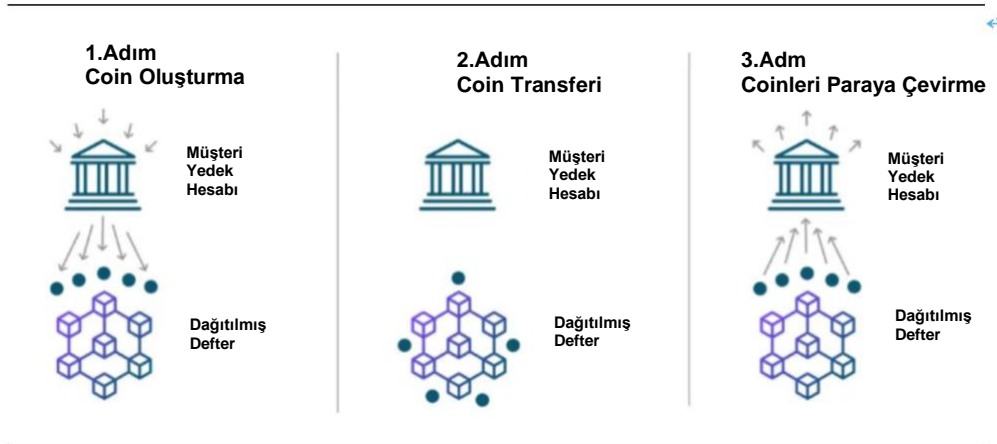 1.Adım
Coin Oluşturma
Müşteri
Yedek
Hesabı
Dağıtılmış
Defter
2.Adım
Coin Transferi
Müşteri
Yedek
Hesabı
Dağıtılmış
Defter
3.Adm
Coinleri Paraya Çevirme
Müşteri
Yedek
Hesabı
Dağıtılmış
Defter